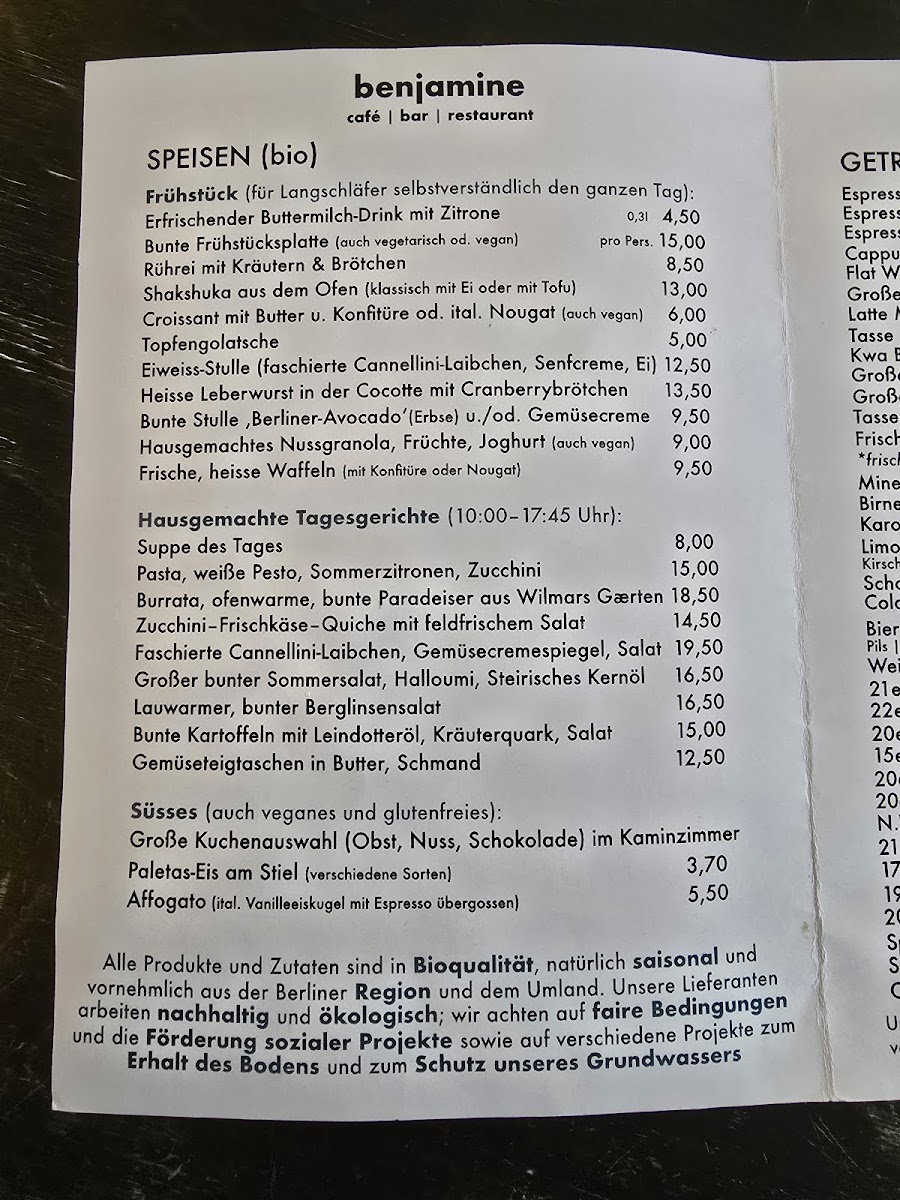 benjamine
café | bar | restaurant
SPEISEN (bio)
Frühstück (für Langschläfer selbstverständlich den ganzen Tag):
Erfrischender Buttermilch-Drink mit Zitrone 0,3l 4,50
Bunte Frühstücksplatte (auch vegetarisch od. vegan) pro Pers. 15,00
Rührei mit Kräutern & Brötchen 8,50
Shakshuka aus dem Ofen (klassisch mit Ei oder mit Tofu) 13,00
Croissant mit Butter u. Konfitüre od. ital. Nougat (auch vegan) 6,00
Topfengolatsche 5,00
Eiweiss-Stulle (faschierte Cannellini-Laibchen, Senfcreme, Ei) 12,50
Heisse Leberwurst in der Cocotte mit Cranberrybrötchen 13,50
Bunte Stulle ‚Berliner-Avocado‘(Erbse) u./od. Gemüsecreme 9,50
Hausgemachtes Nussgranola, Früchte, Joghurt (auch vegan) 9,00
Frische, heisse Waffeln (mit Konfitüre oder Nougat) 9,50
Hausgemachte Tagesgerichte (10:00–17:45 Uhr):
Suppe des Tages 8,00
Pasta, weiße Pesto, Sommerzitronen, Zucchini 15,00
Burrata, ofenwarme, bunte Paradeiser aus Wilmars Gærten 18,50
Zucchini–Frischkäse–Quiche mit feldfrischem Salat 14,50
Faschierte Cannellini-Laibchen, Gemüsecremespiegel, Salat 19,50
Großer bunter Sommersalat, Halloumi, Steirisches Kernöl 16,50
Lauwarmer, bunter Berglinsensalat 16,50
Bunte Kartoffeln mit Leindotteröl, Kräuterquark, Salat 15,00
Gemüseteigtaschen in Butter, Schmand 12,50
Süsses (auch veganes und glutenfreies):
Große Kuchenauswahl (Obst, Nuss, Schokolade) im Kaminzimmer
Paletas-Eis am Stiel (verschiedene Sorten) 3,70
Affogato (ital. Vanilleeiskugel mit Espresso übergossen) 5,50
Alle Produkte und Zutaten sind in Bioqualität, natürlich saisonal und
vornehmlich aus der Berliner Region und dem Umland. Unsere Lieferanten
arbeiten nachhaltig und ökologisch; wir achten auf faire Bedingungen
und die Förderung sozialer Projekte sowie auf verschiedene Projekte zum
Erhalt des Bodens und zum Schutz unseres Grundwassers
GETR
Espress
Espress
Espress
Cappu
Flat W
Große
Latte
Tasse
Kwa
Große
Große
Tasse
Frisch
*frisch
Mine
Birne
Karo
Limo
Kirsch
Scho
Cola
Bier
Pils
Wei
21e
22e
20e
15e
20
20
N.
21
17
19
20
S